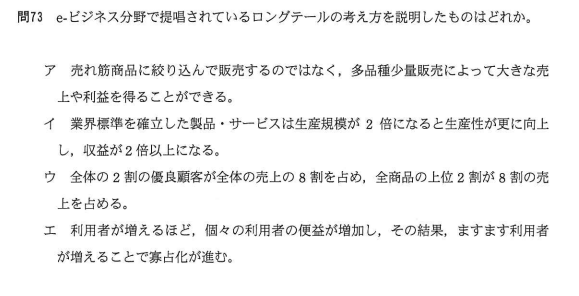 問73 e-ビジネス分野で提唱されているロングテールの考え方を説明したものはどれか。
ア 売れ筋商品に絞り込んで販売するのではなく，多品種少量販売によって大きな売
上や利益を得ることができる。
イ 業界標準を確立した製品・サービスは生産規模が 2 倍になると生産性が更に向上
し，収益が 2 倍以上になる。
ウ 全体の 2 割の優良顧客が全体の売上の 8 割を占め，全商品の上位 2 割が 8 割の売
上を占める。
エ 利用者が増えるほど，個々の利用者の便益が増加し，その結果，ますます利用者
が増えることで寡占化が進む。